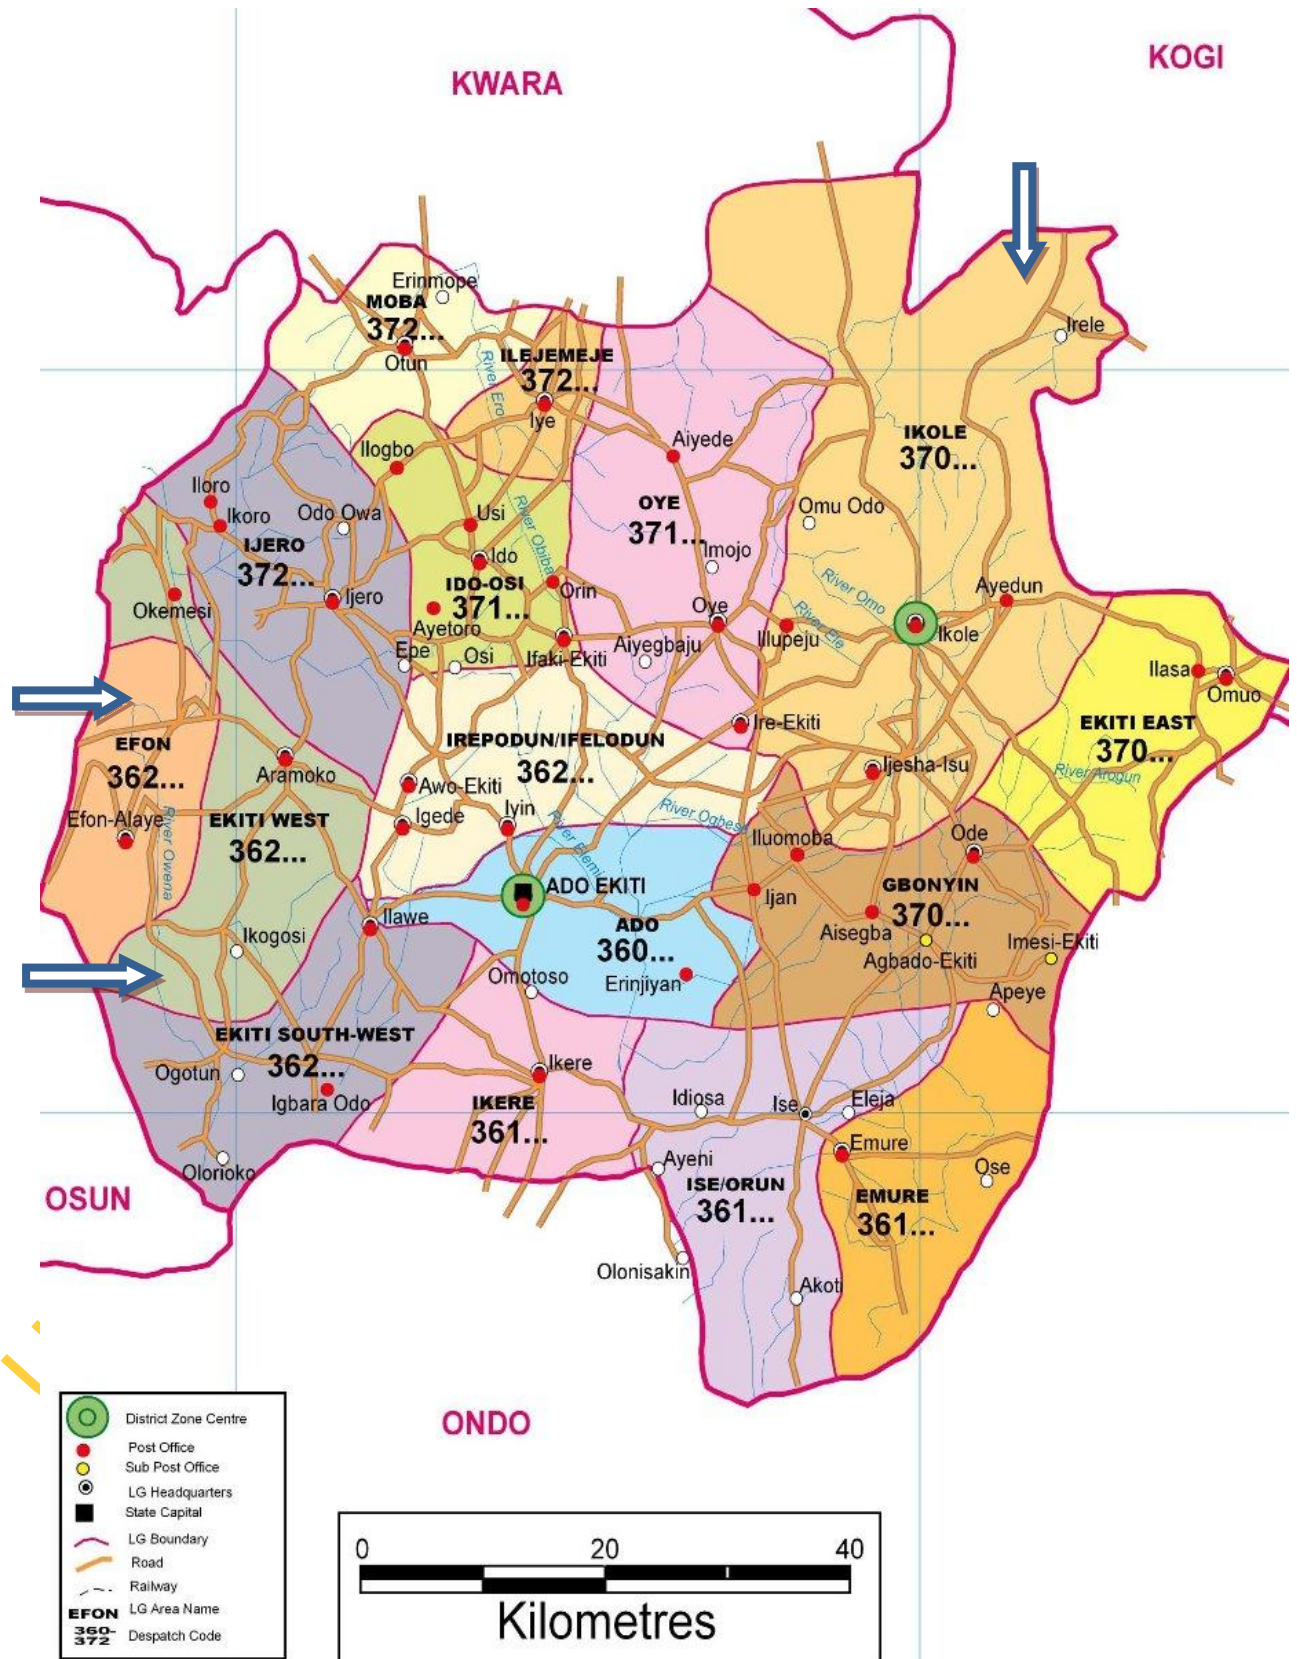 KWARA
KOGI
Erinmope
MOBA
372...
Otun
ILEJEMEJE
372...
Iye
River Ero
Irele
IKOLE
370...
Ilogbo
Aiyede
Iloro
Ikoro
Odo Owa
Usi
OYE
371...
Omu Odo
IJERO
372...
River Obiba
Ido
Imojo
Okemesi
Ijero
IDO-OSI
371...
Orin
Ayetoro
Oye
River Omo
Ayedun
River Ele
Illupeju
Ikole
Epe
Osi
Ifaki-Ekiti
Aiyegbaju
Ilasa
Omuo
EFON
362...
IREPODUN/IFELODUN
362...
Ire-Ekiti
EKITI EAST
370...
Aramoko
Awo-Ekiti
Ijesha-Isu
River Arogun
Efon-Alaye
River Owena
EKITI WEST
362...
Igede
Iyin
River Elemi
River Ogbese
Iluomoba
Ode
ADO EKITI
Ijan
GBONYIN
370...
Ilawe
ADO
360...
Aisegba
Ikogosi
Agbado-Ekiti
Imesi-Ekiti
Omotoso
Erinjiyan
Apeye
EKITI SOUTH-WEST
362...
Ogotun
Igbara Odo
Ikere
IKERE
361...
Idiosa
Ise
Eleja
Emure
Olorioko
Ayeni
Ose
OSUN
ISE/ORUN
361...
EMURE
361...
Olonisakin
Akoti
ONDO
District Zone Centre
Post Office
Sub Post Office
LG Headquarters
State Capital
LG Boundary
Road
Railway
EFON LG Area Name
360-
372 Despatch Code
0 20 40
Kilometres